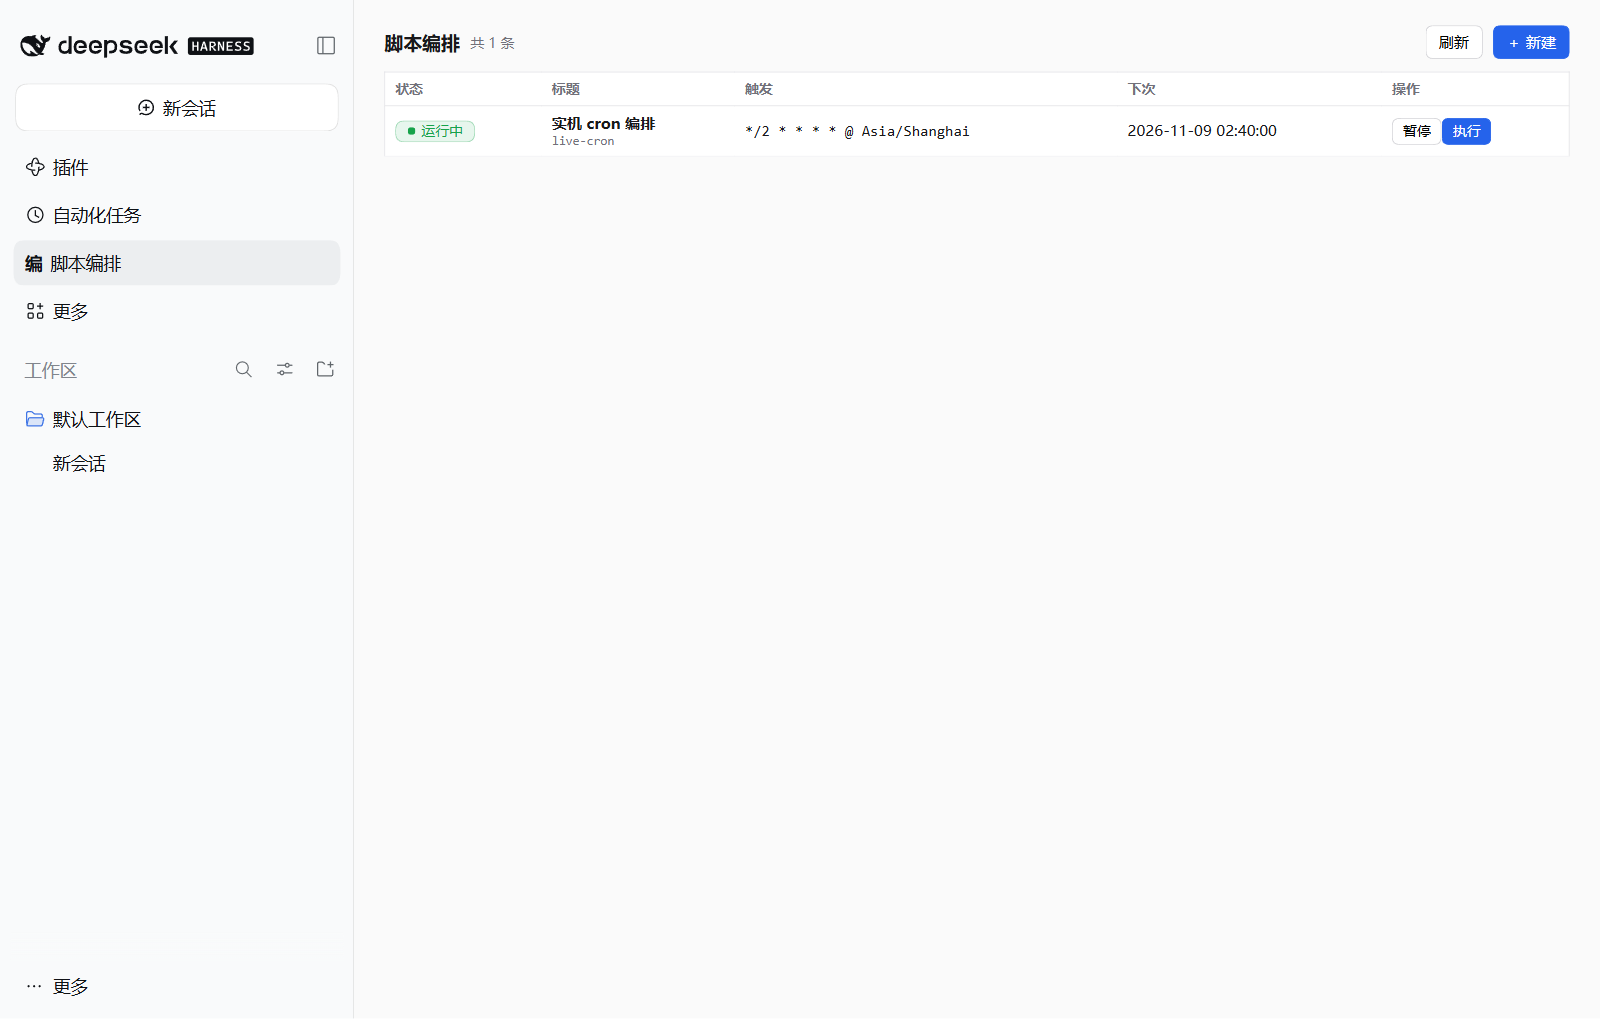 deepseek HARNESS
新会话
插件
自动化任务
编 脚本编排
更多
工作区
默认工作区
新会话
更多
脚本编排 共 1 条
刷新
+ 新建
状态 标题 触发 下次 操作
运行中 实机 cron 编排 */2 * * * * @ Asia/Shanghai 2026-11-09 02:40:00 暂停 执行
live-cron